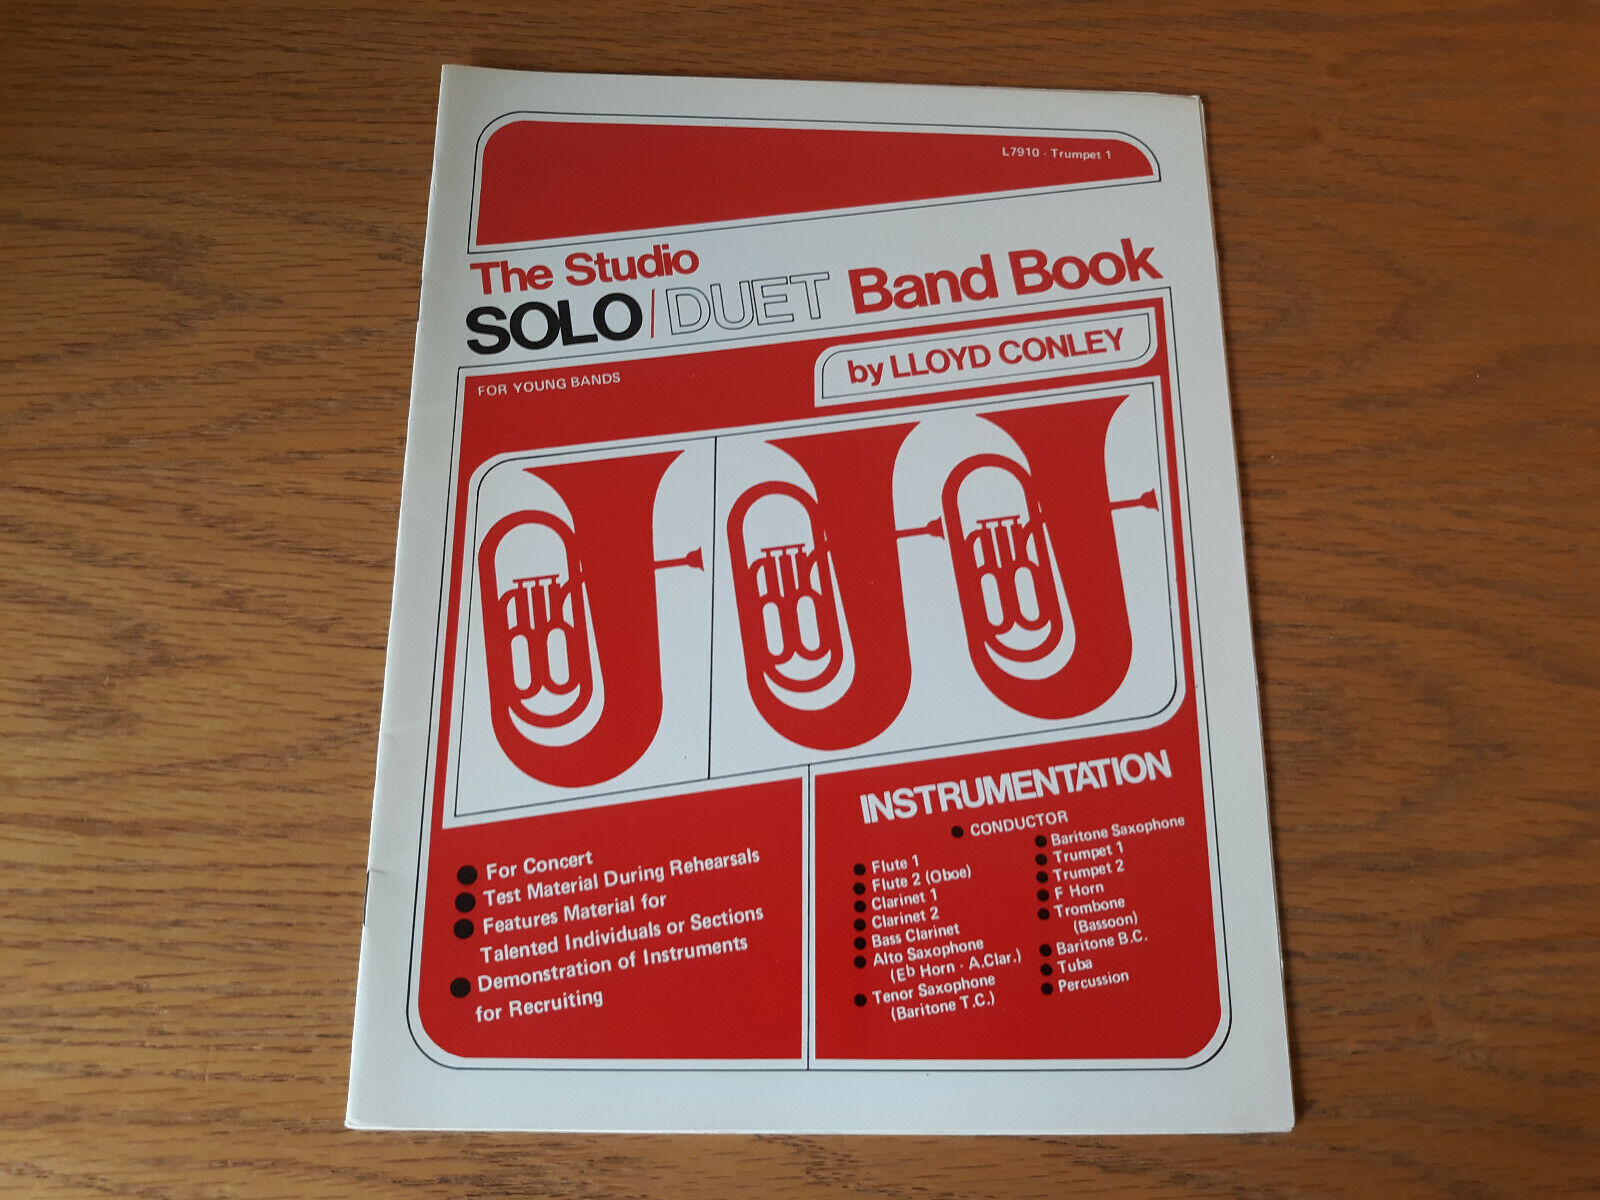 L7910 - Trumpet 1
The Studio
SOLO/DUET Band Book
by LLOYD CONLEY
FOR YOUNG BANDS
For Concert
Test Material During Rehearsals
Features Material for
Talented Individuals or Sections
Demonstration of Instruments
for Recruiting
INSTRUMENTATION
CONDUCTOR
Flute 1
Flute 2 (Oboe)
Clarinet 1
Clarinet 2
Bass Clarinet
Alto Saxophone
(Eb Horn - A.Clar.)
Tenor Saxophone
(Baritone T.C.)
Baritone Saxophone
Trumpet 1
Trumpet 2
F Horn
Trombone
(Bassoon)
Baritone B.C.
Tuba
Percussion